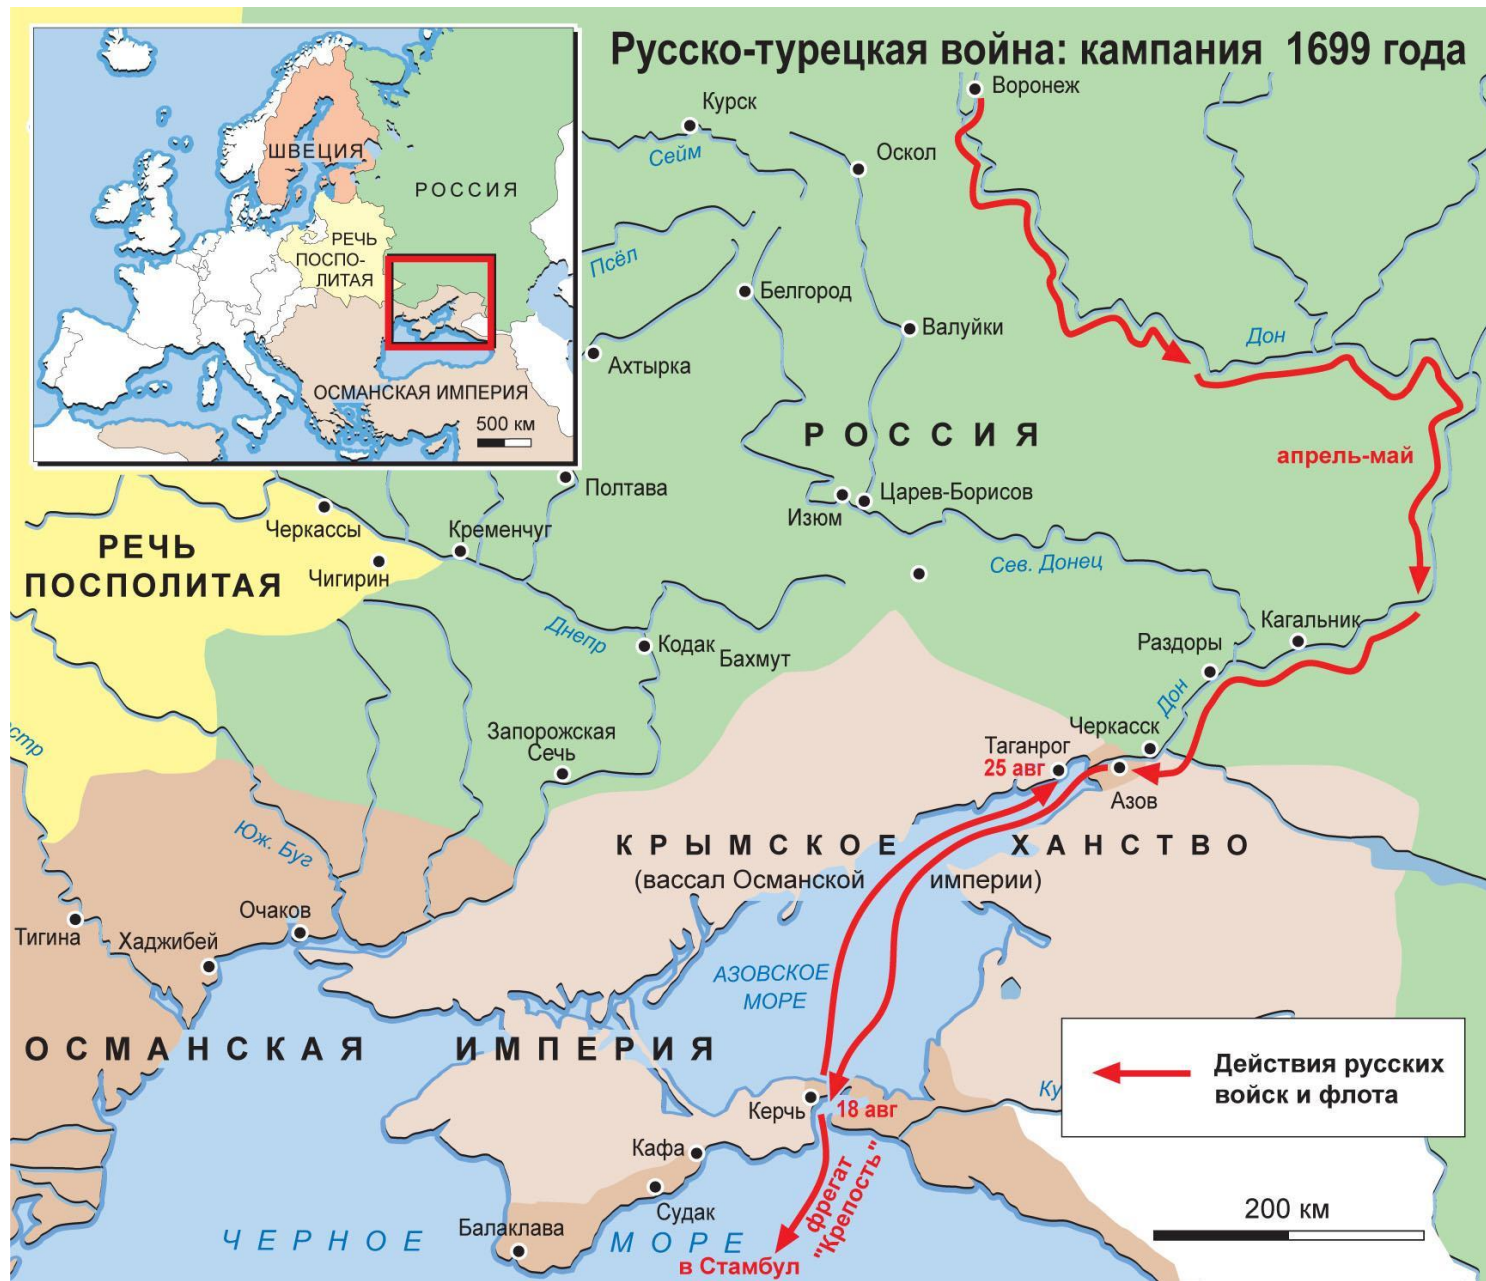 Русско-турецкая война: кампания 1699 года
ШВЕЦИЯ
РОССИЯ
РЕЧЬ
ПОСПО-
ЛИТАЯ
ОСМАНСКАЯ ИМПЕРИЯ
500 км
Воронеж
Курск
Сейм
Оскол
Псёл
Белгород
Валуйки
Дон
Ахтырка
РОССИЯ
апрель-май
Полтава
Царев-Борисов
Изюм
Черкассы
Кременчуг
РЕЧЬ
ПОСПОЛИТАЯ
Чигирин
Сев. Донец
Днепр
Кодак
Бахмут
Кагальник
Раздоры
Дон
Запорожская
Сечь
Черкасск
Таганрог
25 авг
Азов
стр
Юж. Буг
КРЫМСКОЕ ХАНСТВО
(вассал Османской империи)
Очаков
Тигина
Хаджибей
АЗОВСКОЕ
МОРЕ
ОСМАНСКАЯ ИМПЕРИЯ
Действия русских
войск и флота
Ку
Керчь
18 авг
Кафа
фрегат
"Крепость"
Судак
200 км
Балаклава
ЧЕРНОЕ МОРЕ
в Стамбул